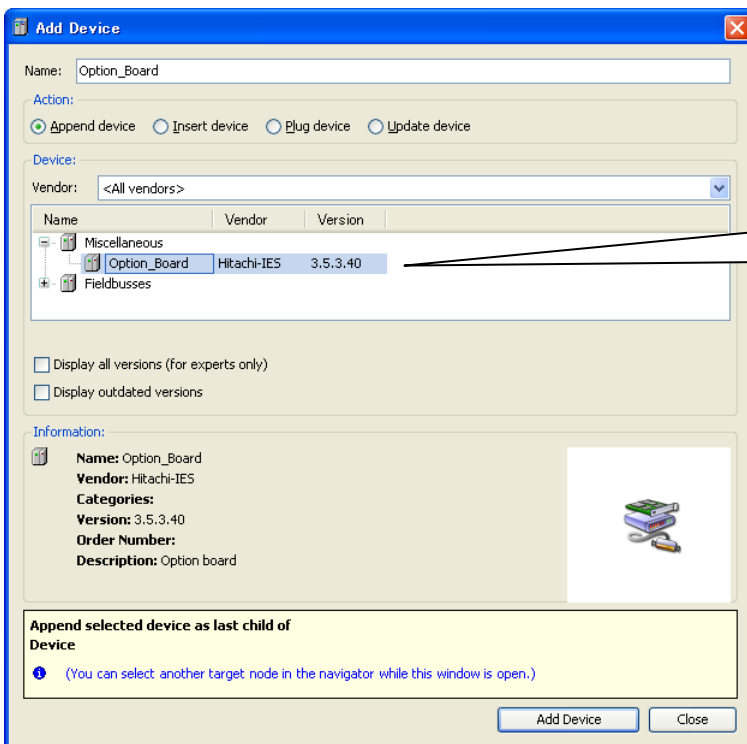 Add Device
Name: Option_Board
Action:
Append device Insert device Plug device Update device
Device:
Vendor: <All vendors>
Name Vendor Version
Miscellaneous
Option_Board Hitachi-IES 3.5.3.40
Fieldbusses
Display all versions (for experts only)
Display outdated versions
Information:
Name: Option_Board
Vendor: Hitachi-IES
Categories:
Version: 3.5.3.40
Order Number:
Description: Option board
Append selected device as last child of
Device
(You can select another target node in the navigator while this window is open.)
Add Device Close